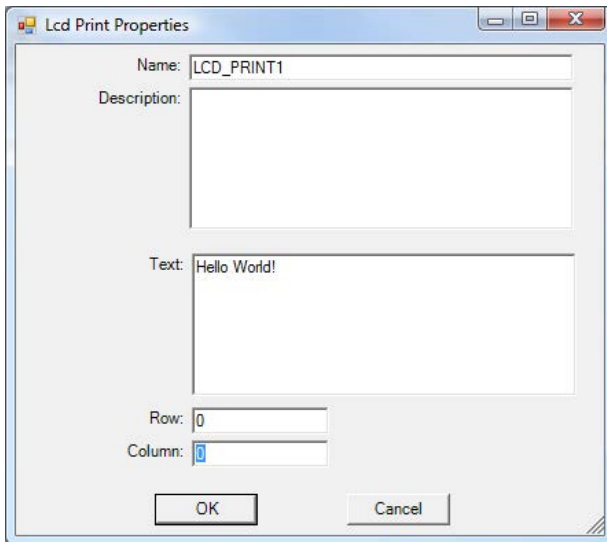 Lcd Print Properties
Name: LCD_PRINT1
Description:
Text: Hello World!
Row: 0
Column: 0
OK Cancel